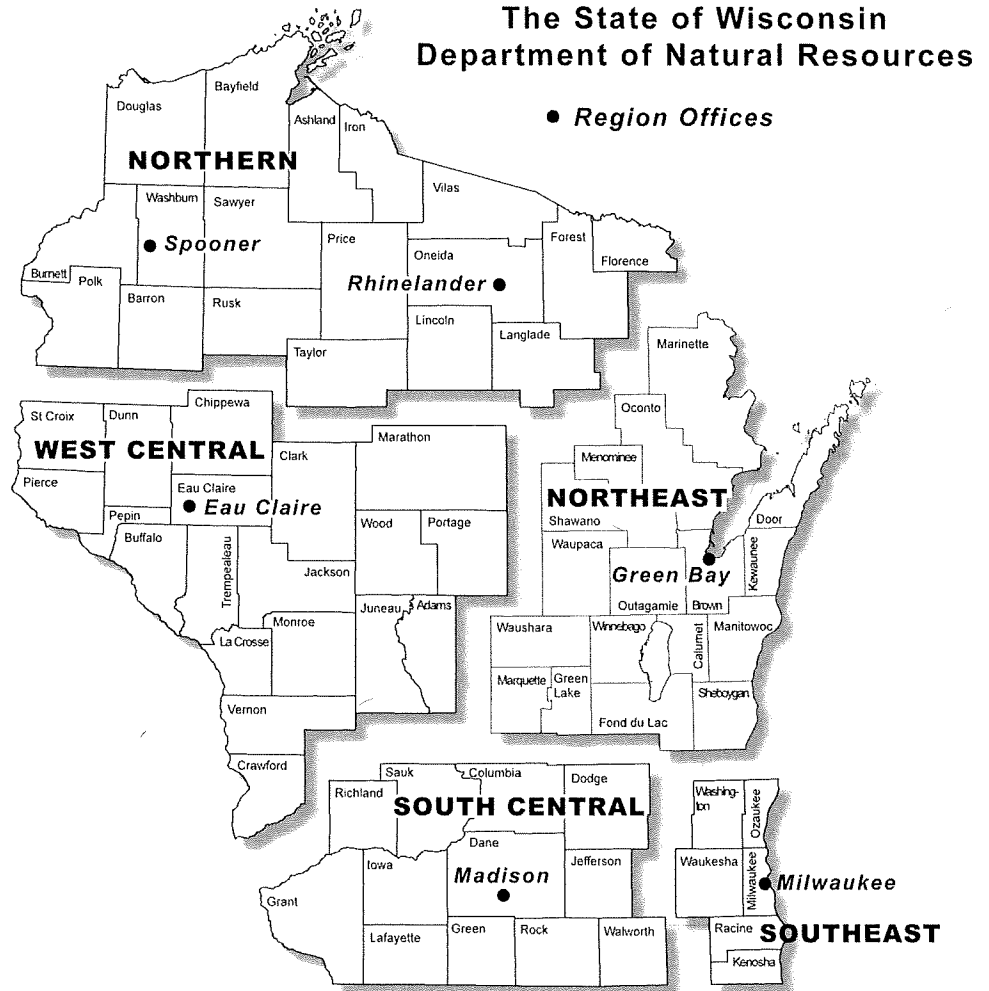 The State of Wisconsin
Department of Natural Resources
Region Offices
Douglas
Bayfield
Ashland
Iron
NORTHERN
Vilas
Washburn
Sawyer
Spooner
Price
Oneida
Forest
Florence
Burnett
Polk
Barron
Rusk
Rhinelander
Lincoln
Langlade
Taylor
Marinette
St Croix
Dunn
Chippewa
WEST CENTRAL
Clark
Marathon
Pierce
Eau Claire
Eau Claire
Pepin
Buffalo
Trempealeau
Wood
Portage
Jackson
Juneau
Adams
Monroe
La Crosse
Vernon
Crawford
Oconto
Menominee
NORTHEAST
Shawano
Door
Waupaca
Green Bay
Kewaunee
Outagamie
Brown
Waushara
Winnebago
Calumet
Manitowoc
Marquette
Green
Lake
Sheboygan
Fond du Lac
Sauk
Columbia
Dodge
Richland
SOUTH CENTRAL
Dane
Iowa
Jefferson
Madison
Grant
Lafayette
Green
Rock
Walworth
Washing-
ton
Ozaukee
Waukesha
Milwaukee
Milwaukee
Racine
SOUTHEAST
Kenosha